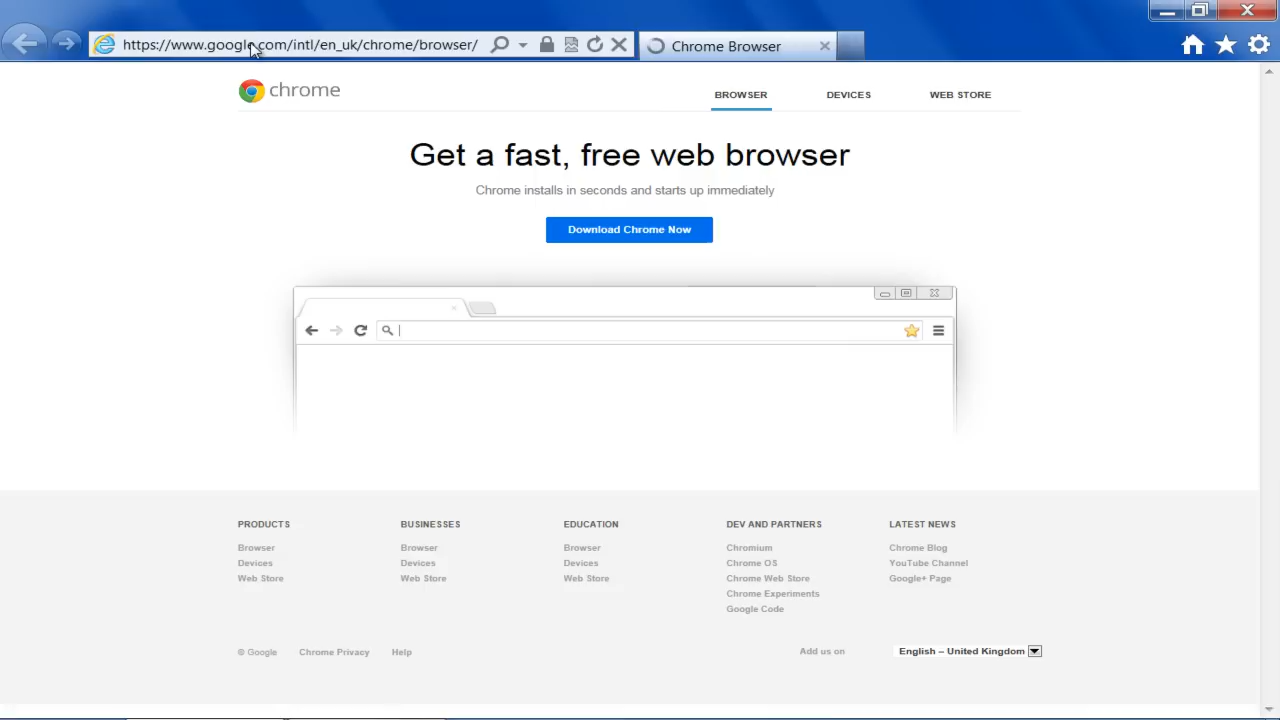 https://www.google.com/intl/en_uk/chrome/browser/
Chrome Browser
chrome
BROWSER
DEVICES
WEB STORE
Get a fast, free web browser
Chrome installs in seconds and starts up immediately
Download Chrome Now
PRODUCTS
Browser
Devices
Web Store
BUSINESSES
Browser
Devices
Web Store
EDUCATION
Browser
Devices
Web Store
DEV AND PARTNERS
Chromium
Chrome OS
Chrome Web Store
Chrome Experiments
Google Code
LATEST NEWS
Chrome Blog
YouTube Channel
Google+ Page
© Google
Chrome Privacy
Help
Add us on
English – United Kingdom